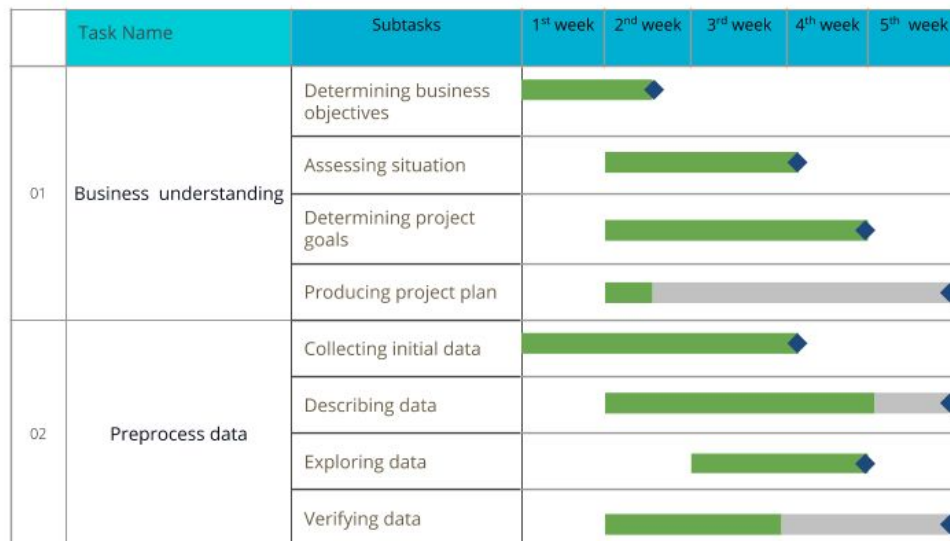 Task Name
Subtasks
1st week
2nd week
3rd week
4th week
5th week
01
Business understanding
Determining business
objectives
Assessing situation
Determining project
goals
Producing project plan
02
Preprocess data
Collecting initial data
Describing data
Exploring data
Verifying data